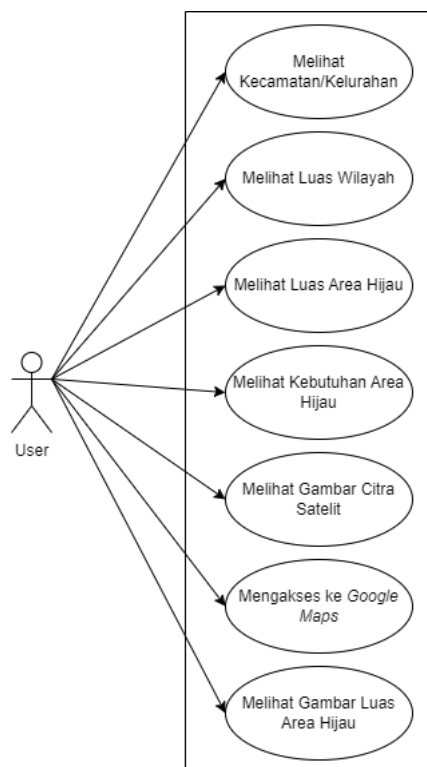 Melihat
Kecamatan/Kelurahan
Melihat Luas Wilayah
Melihat Luas Area Hijau
Melihat Kebutuhan Area
Hijau
User
Melihat Gambar Citra
Satelit
Mengakses ke Google
Maps
Melihat Gambar Luas
Area Hijau